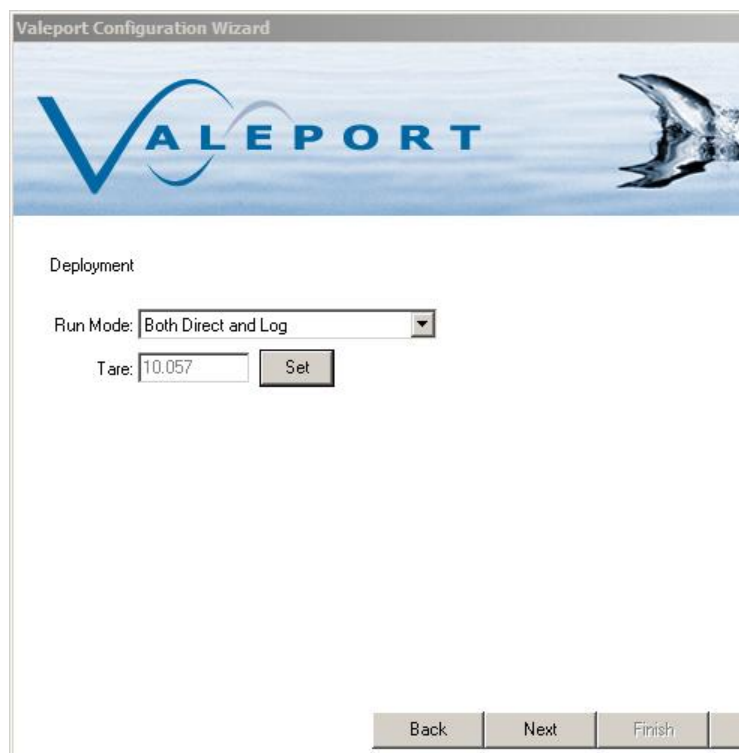 Valeport Configuration Wizard
VALEPORT
Deployment
Run Mode: Both Direct and Log
Tare: 10.057 Set
Back Next Finish